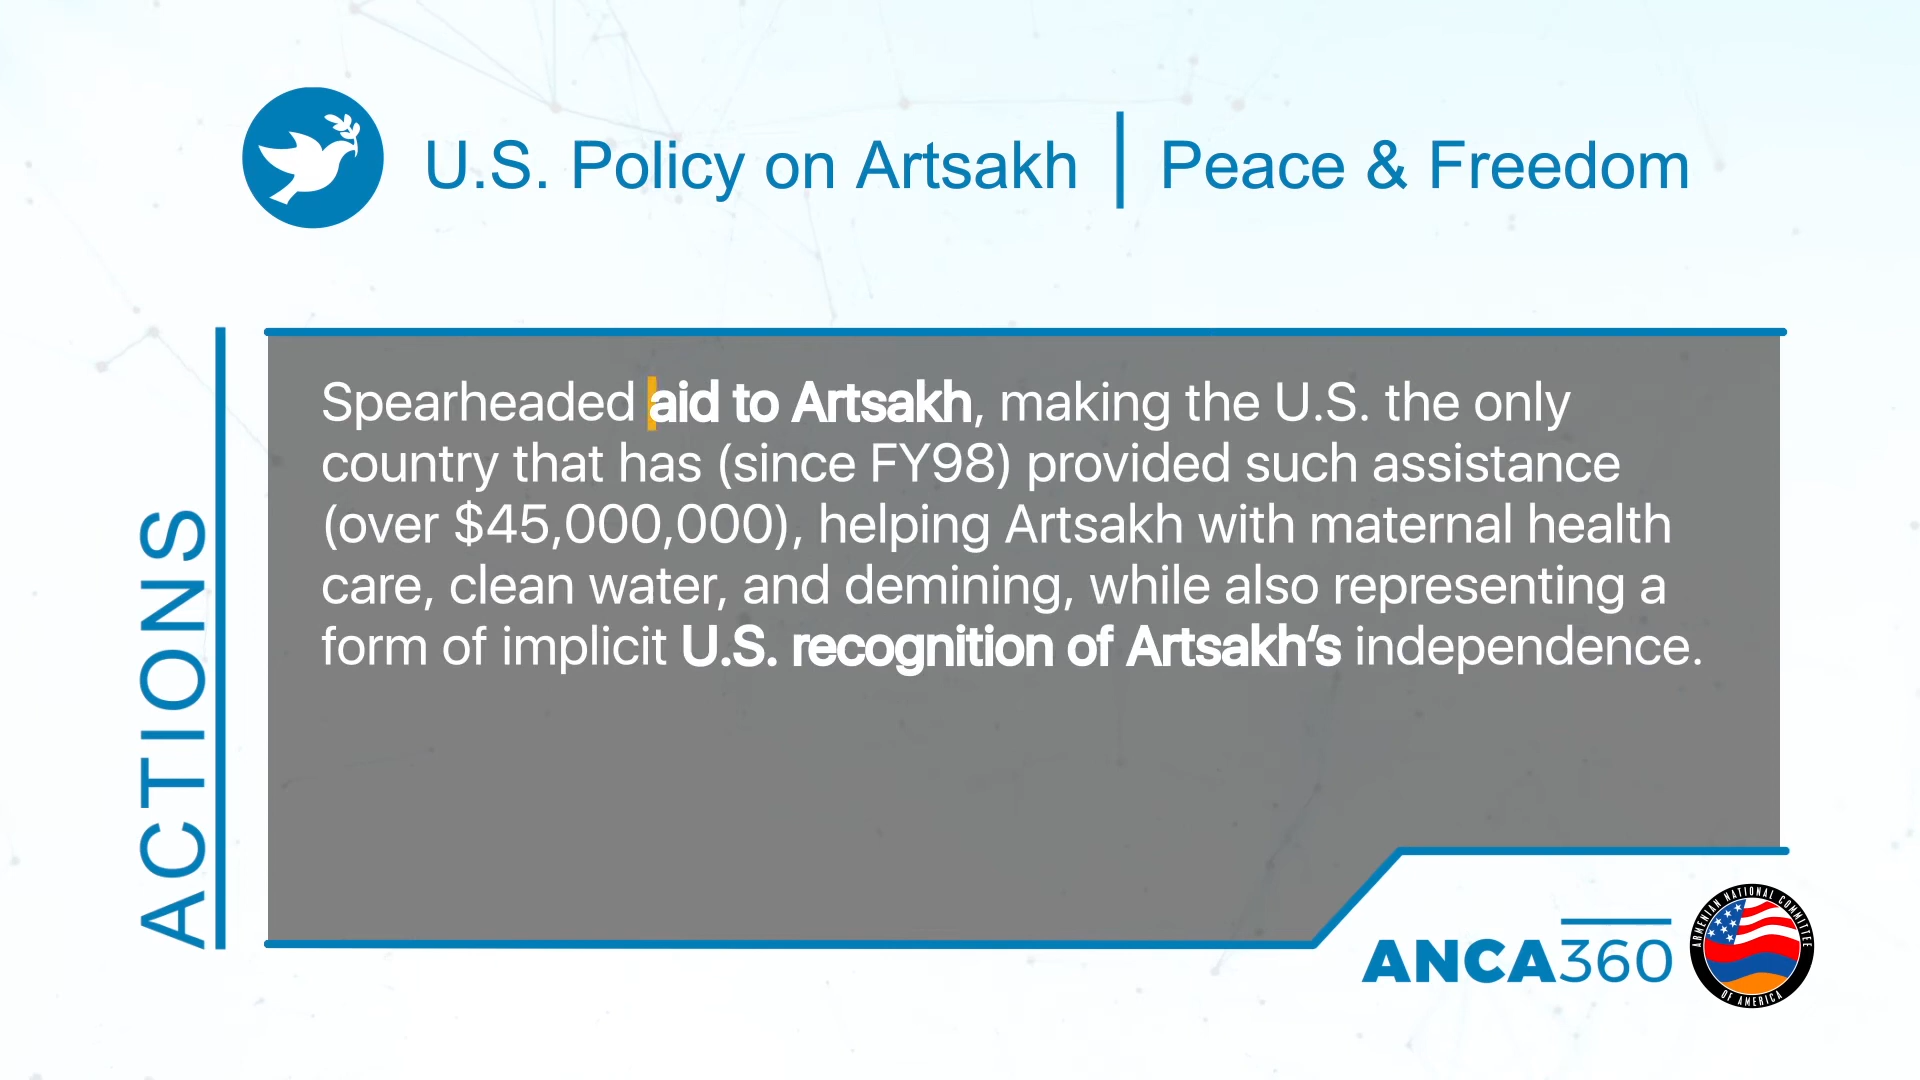 U.S. Policy on Artsakh
Peace & Freedom
ACTIONS
Spearheaded aid to Artsakh, making the U.S. the only
country that has (since FY98) provided such assistance
(over $45,000,000), helping Artsakh with maternal health
care, clean water, and demining, while also representing a
form of implicit U.S. recognition of Artsakh‘s independence.
ANCA360
ARMENIAN NATIONAL COMMITTEE
OF AMERICA